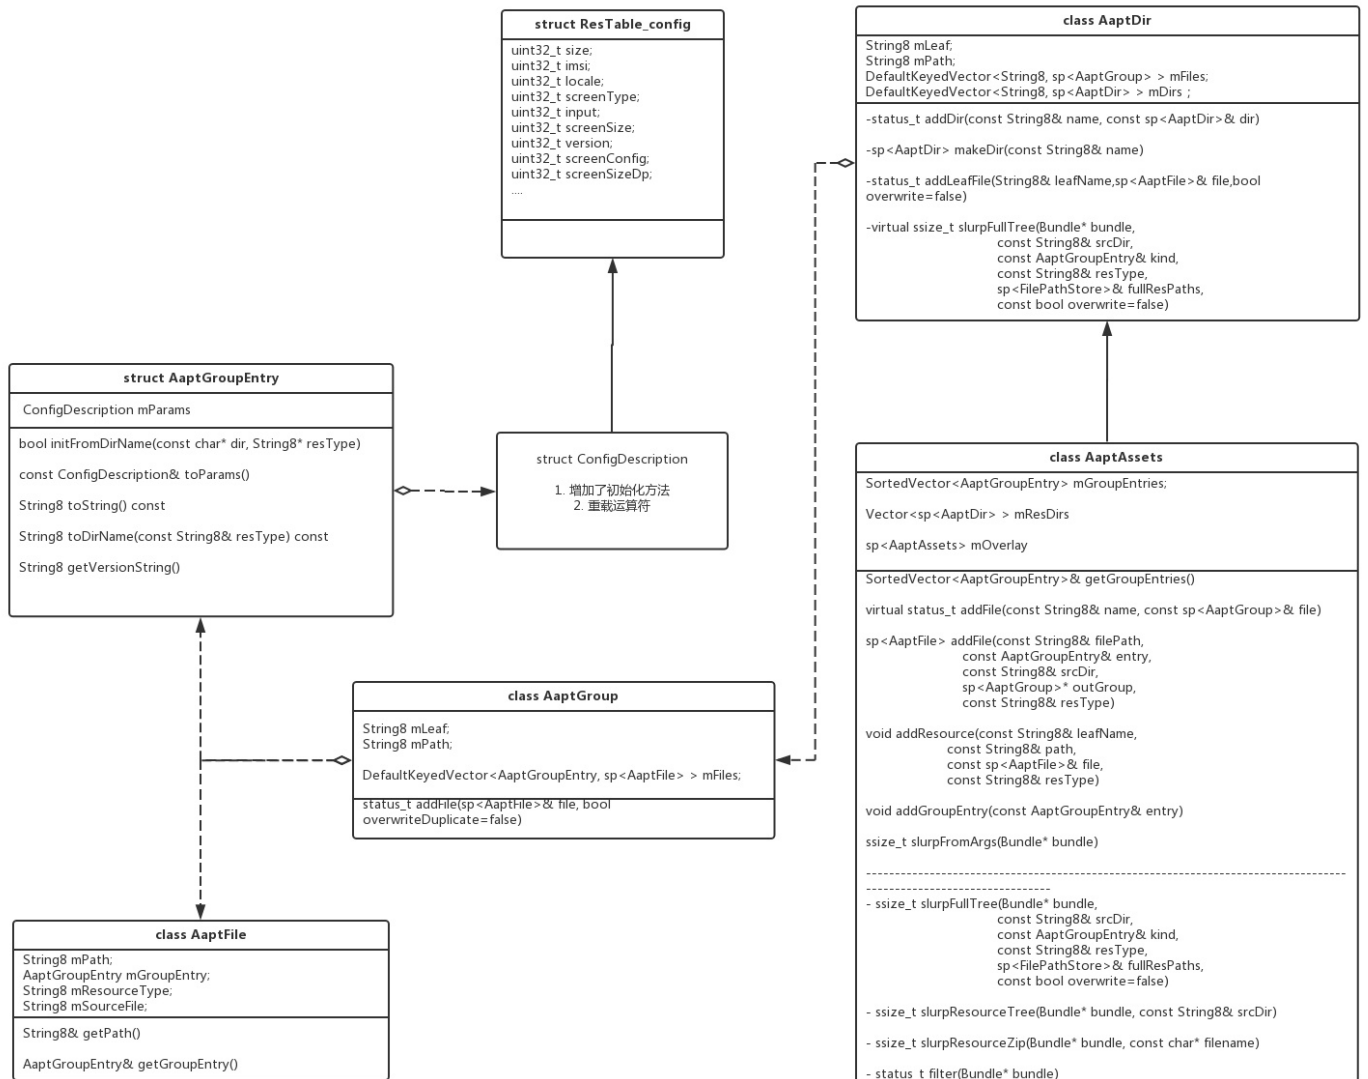 struct ResTable_config
uint32_t size;
uint32_t imsi;
uint32_t locale;
uint32_t screenType;
uint32_t input;
uint32_t screenSize;
uint32_t version;
uint32_t screenConfig;
uint32_t screenSizeDp;
....
class AaptDir
String8 mLeaf;
String8 mPath;
DefaultKeyedVector<String8, sp<AaptGroup> > mFiles;
DefaultKeyedVector<String8, sp<AaptDir> > mDirs ;
-status_t addDir(const String8& name, const sp<AaptDir>& dir)
-sp<AaptDir> makeDir(const String8& name)
-status_t addLeafFile(String8& leafName,sp<AaptFile>& file,bool
overwrite=false)
-virtual ssize_t slurpFullTree(Bundle* bundle,
const String8& srcDir,
const AaptGroupEntry& kind,
const String8& resType,
sp<FilePathStore>& fullResPaths,
const bool overwrite=false)
struct AaptGroupEntry
ConfigDescription mParams
bool initFromDirName(const char* dir, String8* resType)
const ConfigDescription& toParams()
String8 toString() const
String8 toDirName(const String8& resType) const
String8 getVersionString()
struct ConfigDescription
1. 增加了初始化方法
2. 重载运算符
class AaptAssets
SortedVector<AaptGroupEntry> mGroupEntries;
Vector<sp<AaptDir> > mResDirs
sp<AaptAssets> mOverlay
SortedVector<AaptGroupEntry>& getGroupEntries()
virtual status_t addFile(const String8& name, const sp<AaptGroup>& file)
sp<AaptFile> addFile(const String8& filePath,
const AaptGroupEntry& entry,
const String8& srcDir,
sp<AaptGroup>* outGroup,
const String8& resType)
void addResource(const String8& leafName,
const String8& path,
const sp<AaptFile>& file,
const String8& resType)
void addGroupEntry(const AaptGroupEntry& entry)
ssize_t slurpFromArgs(Bundle* bundle)
- ssize_t slurpFullTree(Bundle* bundle,
const String8& srcDir,
const AaptGroupEntry& kind,
const String8& resType,
sp<FilePathStore>& fullResPaths,
const bool overwrite=false)
- ssize_t slurpResourceTree(Bundle* bundle, const String8& srcDir)
- ssize_t slurpResourceZip(Bundle* bundle, const char* filename)
- status_t filter(Bundle* bundle)
class AaptGroup
String8 mLeaf;
String8 mPath;
DefaultKeyedVector<AaptGroupEntry, sp<AaptFile> > mFiles;
status_t addFile(sp<AaptFile>& file, bool
overwriteDuplicate=false)
class AaptFile
String8 mPath;
AaptGroupEntry mGroupEntry;
String8 mResourceType;
String8 mSourceFile;
String8& getPath()
AaptGroupEntry& getGroupEntry()